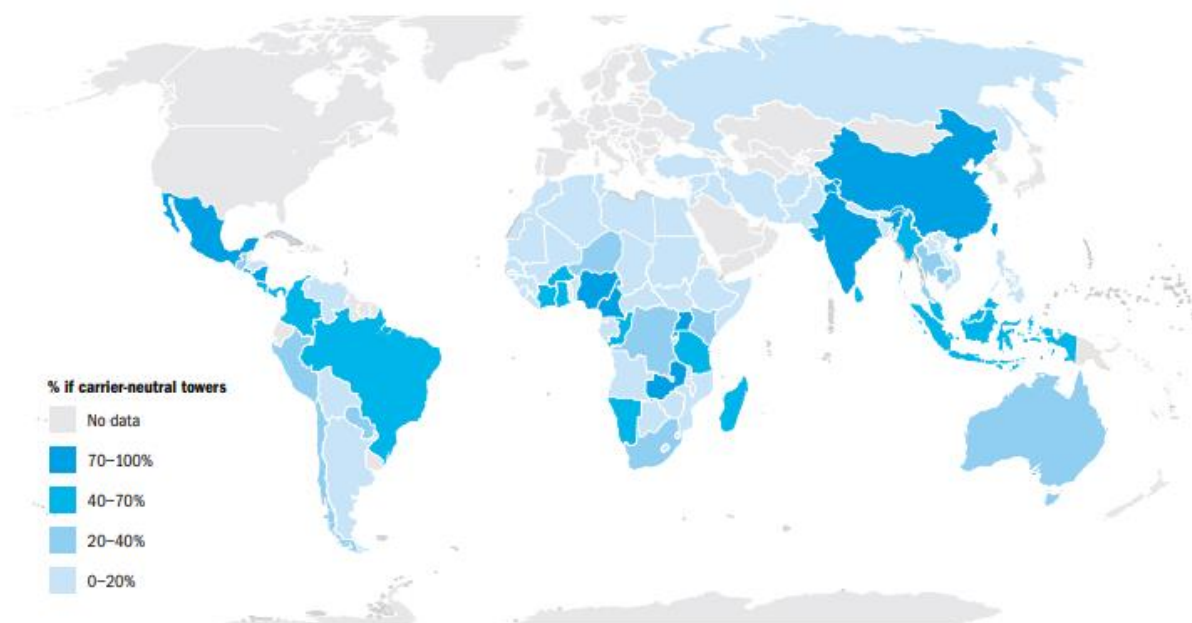 % if carrier-neutral towers
No data
70–100%
40–70%
20–40%
0–20%